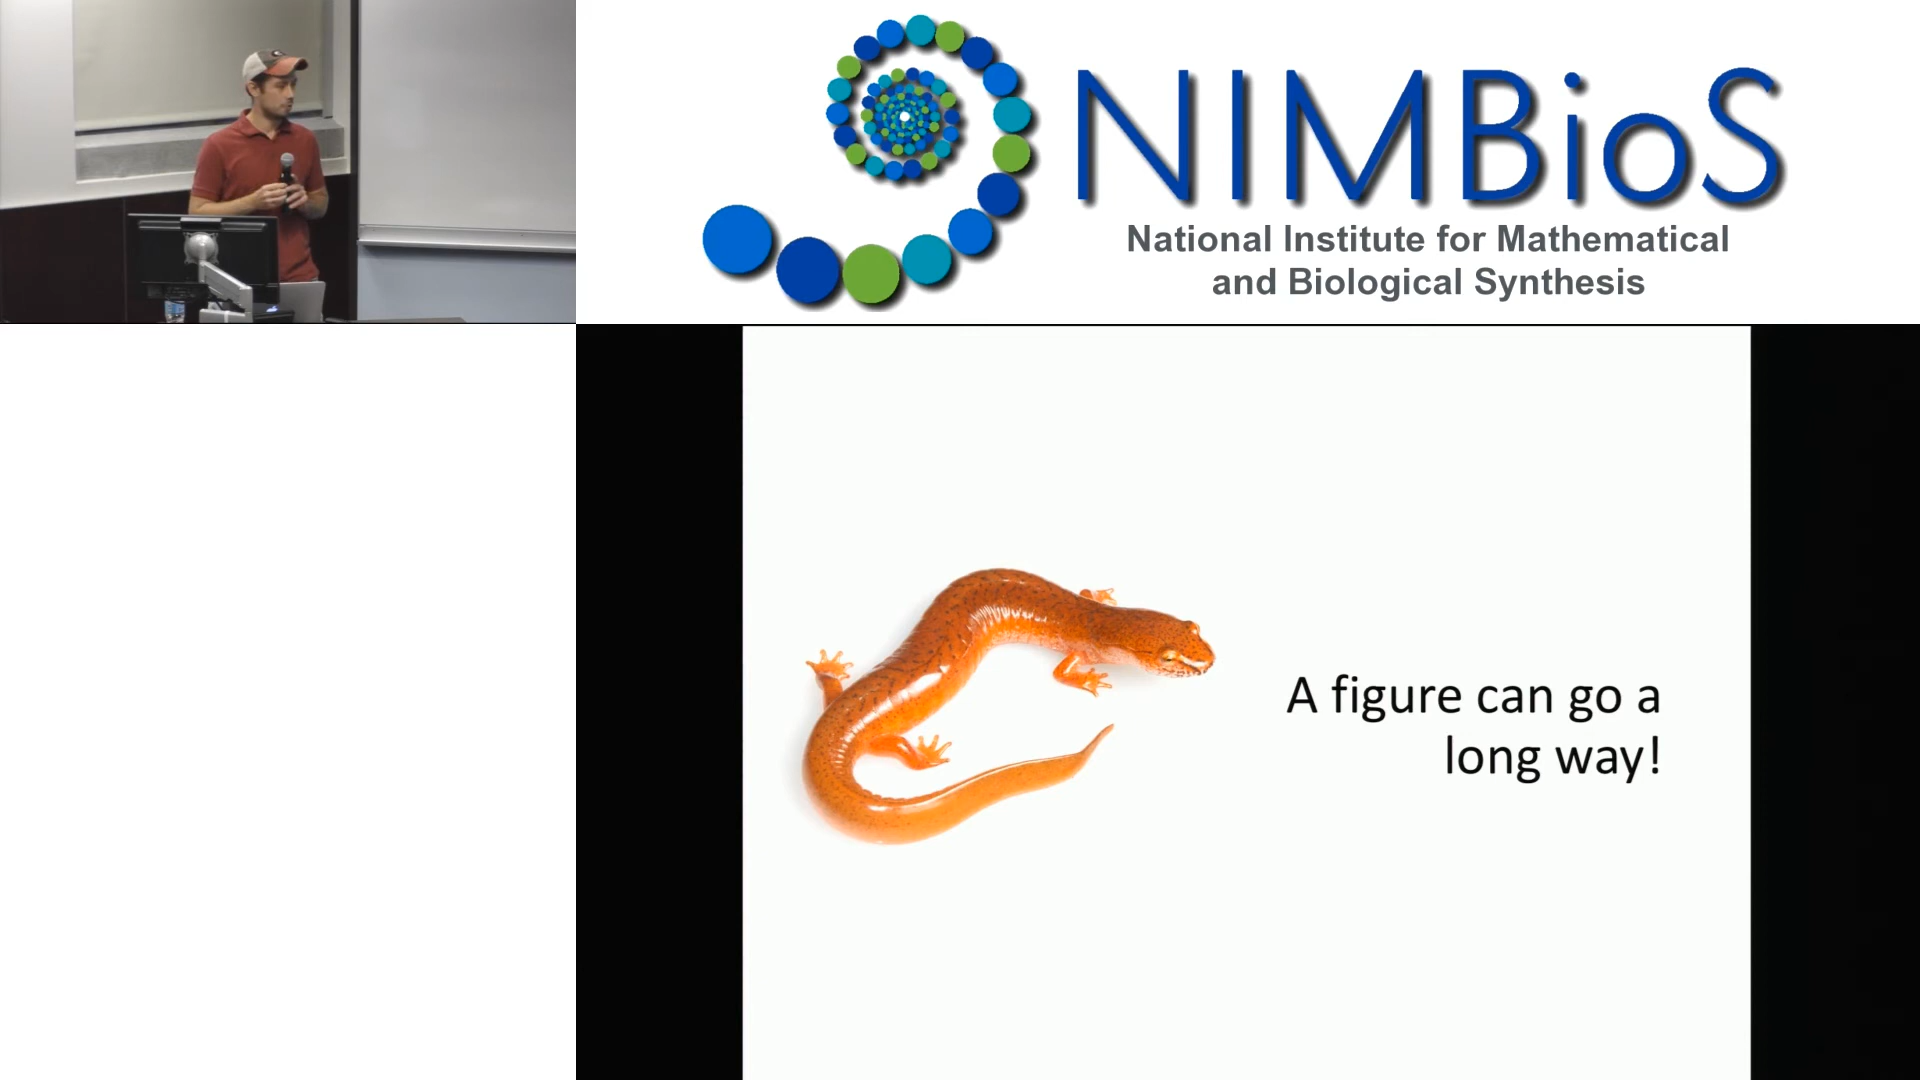 NIMBioS
National Institute for Mathematical
and Biological Synthesis
A figure can go a
long way!